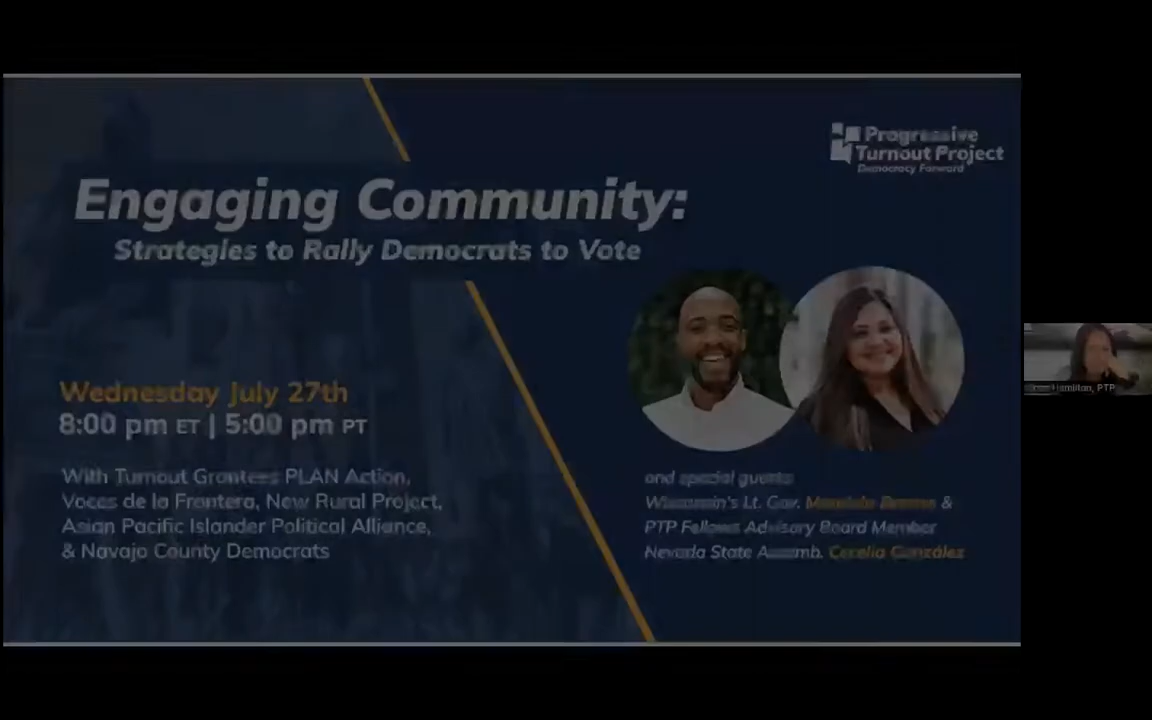 Progressive
Turnout Project
Democracy Forward
Engaging Community:
Strategies to Rally Democrats to Vote
Wednesday July 27th
8:00 pm ET | 5:00 pm PT
With Turnout Grantees PLAN Action,
Voces de la Frontera, New Rural Project,
Asian Pacific Islander Political Alliance,
& Navajo County Democrats
and special guests:
Wisconsin's Lt. Gov. &
PTP Fellows Advisory Board Member
Nevada State Assemb. Cecelia González
Hamilton, PTP